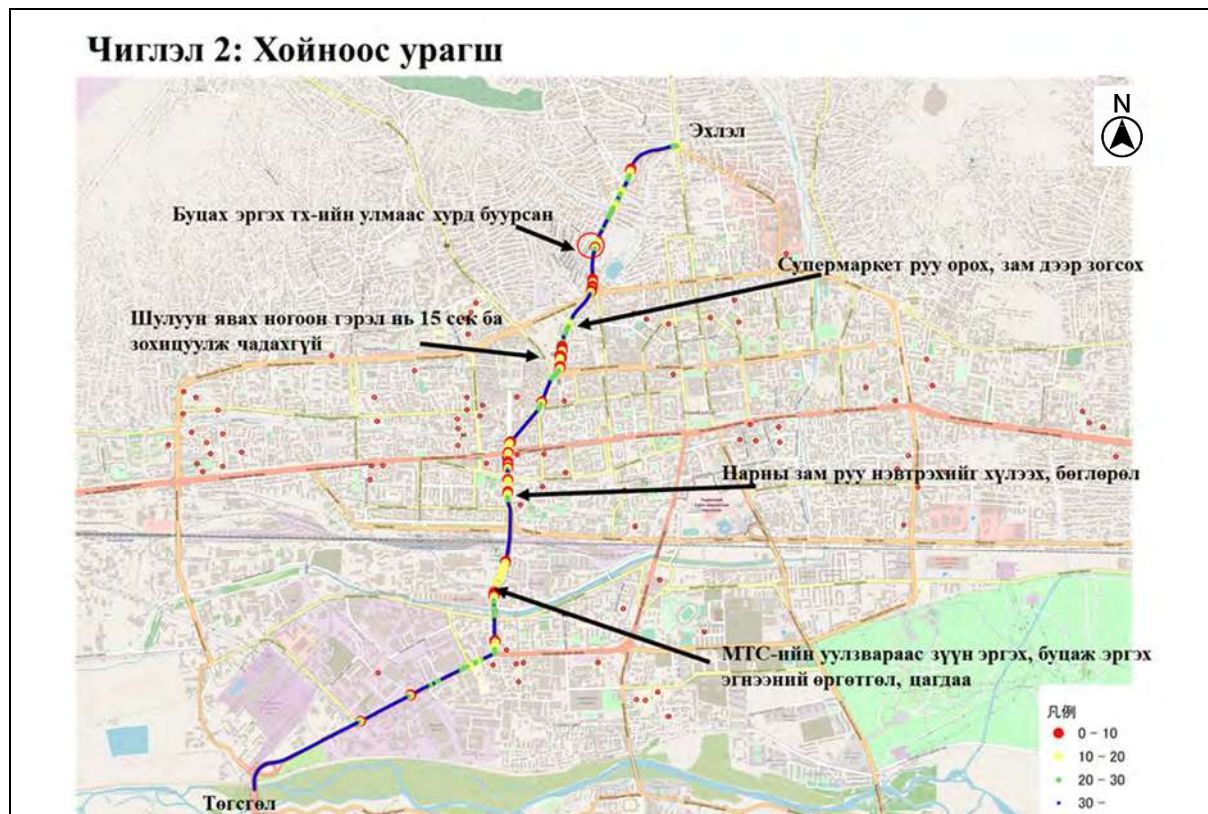 Чиглэл 2: Хойноос урагш
N
Эхлэл
Буцах эргэх тх-ийн улмаас хурд буурсан
Супермаркет руу орох, зам дээр зогсох
Шулуун явах ногоон гэрэл нь 15 сек ба
зохицуулж чадахгүй
Нарны зам руу нэвтрэхийг хүлээх, бөглөрөл
МТС-ийн уулзвараас зүүн эргэх, буцаж эргэх
эгнээний өргөтгөл, цагдаа
凡例
0 - 10
10 - 20
20 - 30
30 -
Төгсгөл